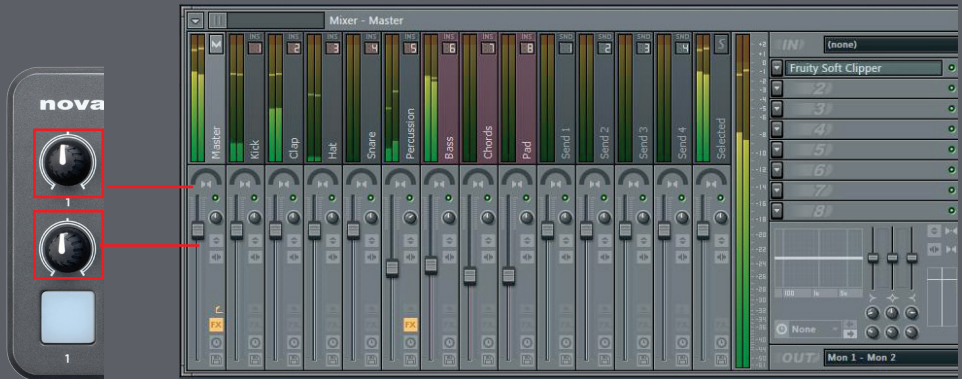 nova
1
1
Mixer - Master
INS INS INS INS INS INS INS INS SND SND SND SND
M 1 2 3 4 5 6 7 8 1 2 3 4 S
Master
Kick
Clap
Hat
Snare
Percussion
Bass
Chords
Pad
Send 1
Send 2
Send 3
Send 4
Selected
FX
FX
IN (none)
Fruity Soft Clipper
2
3
4
5
6
7
8
None
OUT Mon 1 - Mon 2